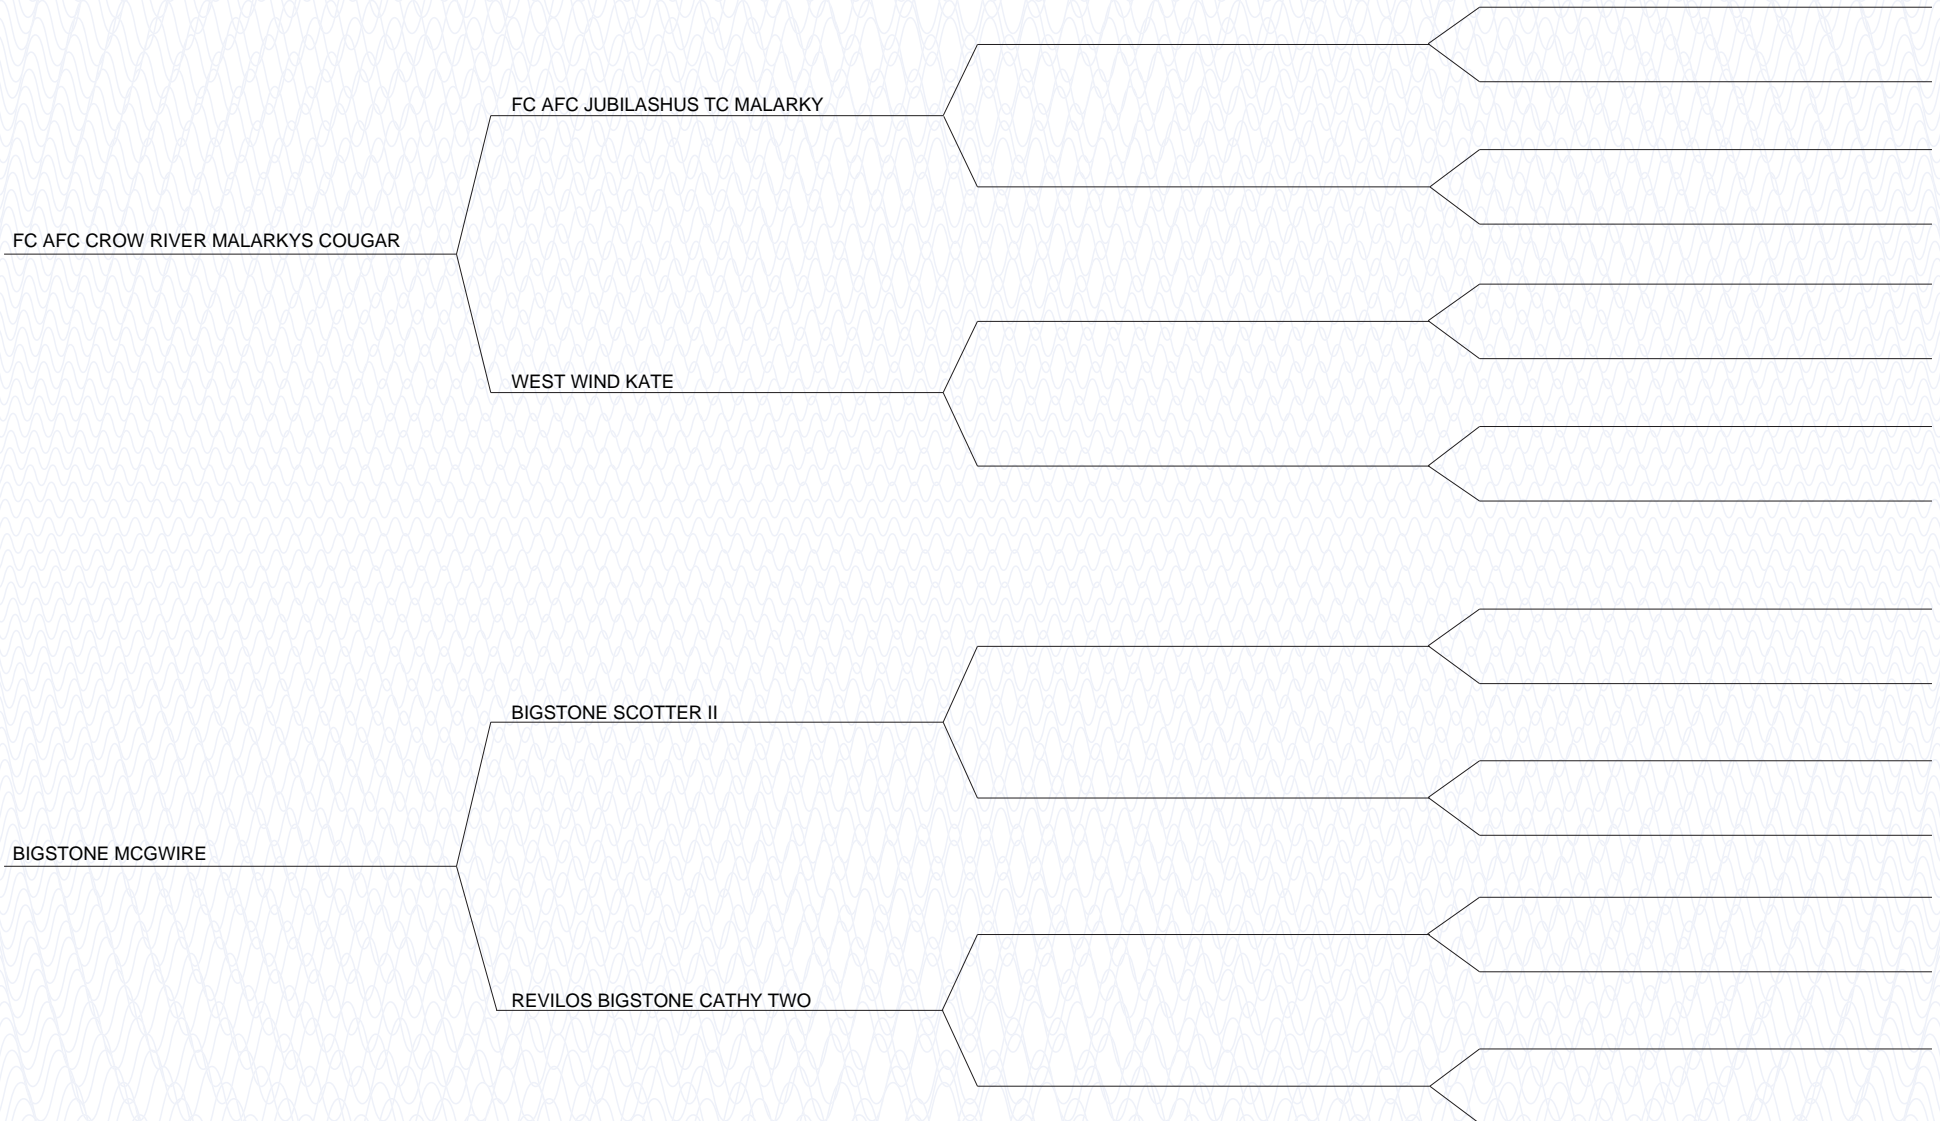 FC AFC JUBILASHUS TC MALARKY
FC AFC CROW RIVER MALARKYS COUGAR
WEST WIND KATE
BIGSTONE SCOTTER II
BIGSTONE MCGWIRE
REVILOS BIGSTONE CATHY TWO